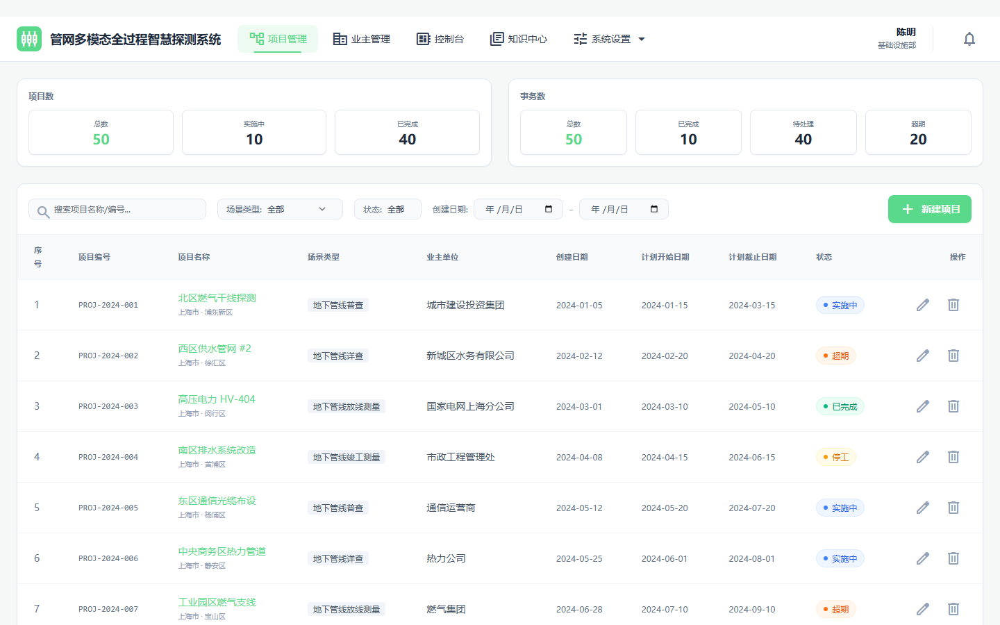 管网多模态全过程智慧探测系统
项目管理
业主管理
控制台
知识中心
系统设置
陈明
基础设施部
项目数
总数
50
实施中
10
已完成
40
事务数
总数
50
已完成
10
待处理
40
超期
20
搜索项目名称/编号...
场景类型: 全部
状态: 全部
创建日期: 年 /月/日 - 年 /月/日
新建项目
序号 项目编号 项目名称 场景类型 业主单位 创建日期 计划开始日期 计划截止日期 状态 操作
1 PROJ-2024-001 北区燃气干线探测 地下管线普查 城市建设投资集团 2024-01-05 2024-01-15 2024-03-15 实施中
上海市 · 浦东新区
2 PROJ-2024-002 西区供水管网 #2 地下管线详查 新城区水务有限公司 2024-02-12 2024-02-20 2024-04-20 超期
上海市 · 徐汇区
3 PROJ-2024-003 高压电力 HV-404 地下管线放线测量 国家电网上海分公司 2024-03-01 2024-03-10 2024-05-10 已完成
上海市 · 闵行区
4 PROJ-2024-004 南区排水系统改造 地下管线竣工测量 市政工程管理处 2024-04-08 2024-04-15 2024-06-15 停工
上海市 · 黄浦区
5 PROJ-2024-005 东区通信光缆布设 地下管线普查 通信运营商 2024-05-12 2024-05-20 2024-07-20 实施中
上海市 · 杨浦区
6 PROJ-2024-006 中央商务区热力管道 地下管线详查 热力公司 2024-05-25 2024-06-01 2024-08-01 实施中
上海市 · 静安区
7 PROJ-2024-007 工业园区燃气支线 地下管线放线测量 燃气集团 2024-06-28 2024-07-10 2024-09-10 超期
上海市 · 宝山区